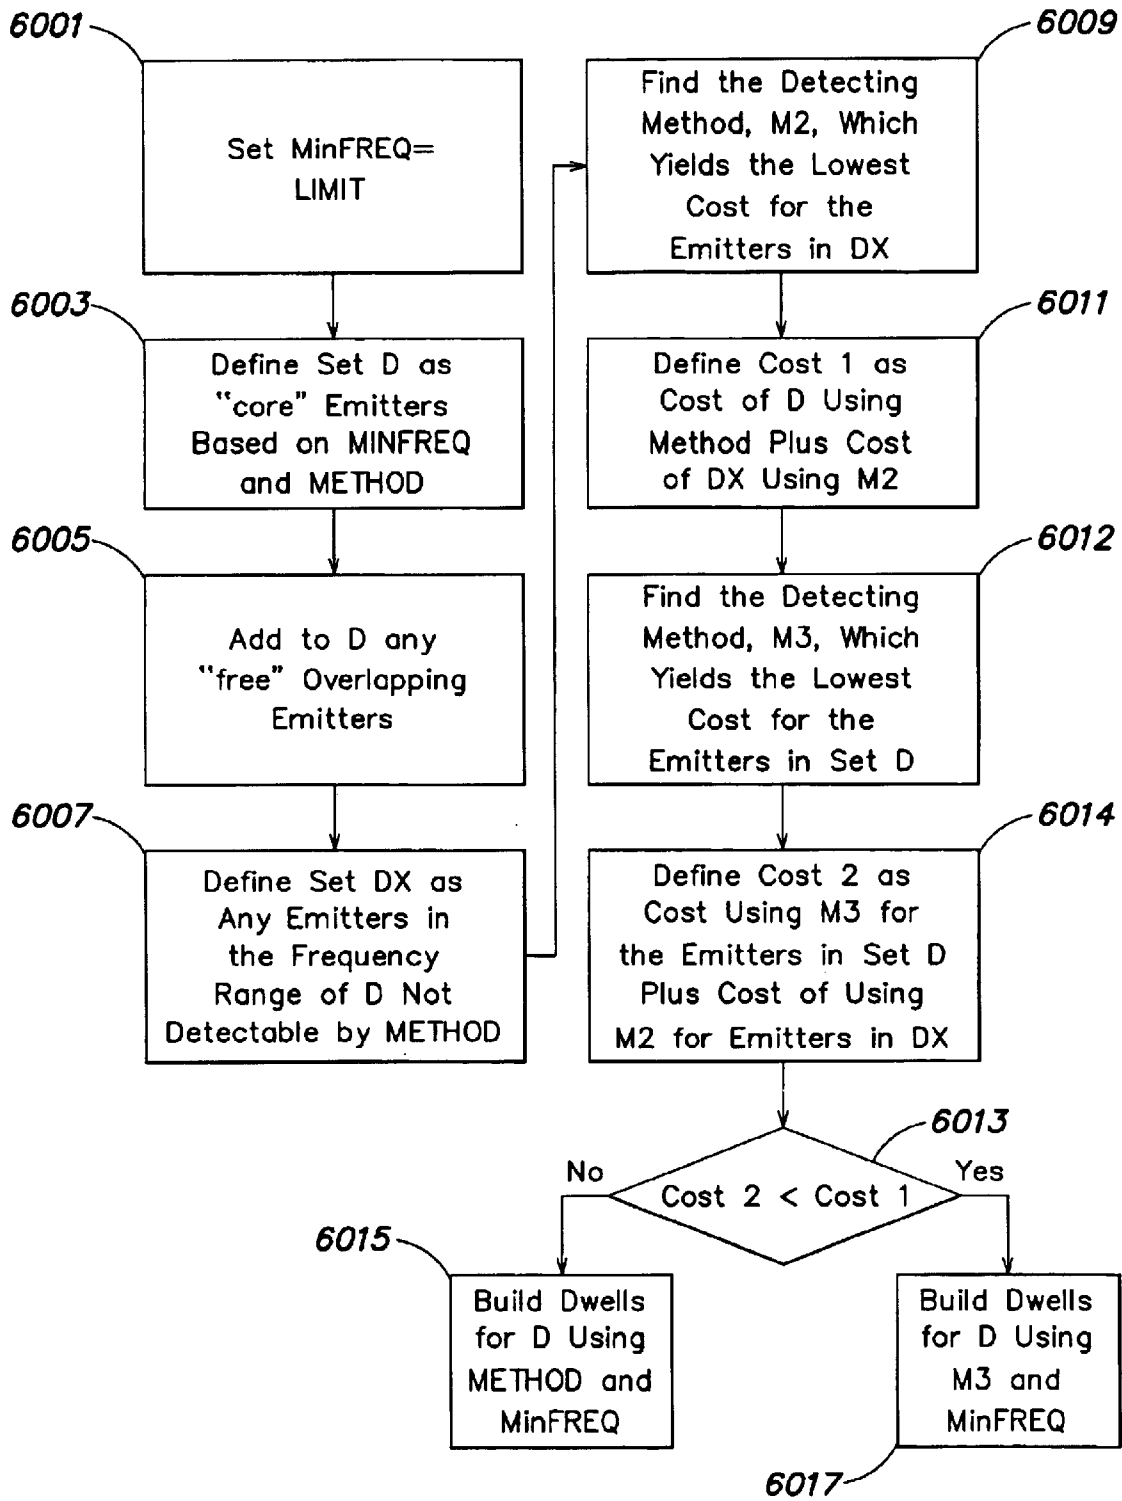 6001
Set MinFREQ=
LIMIT
6003
Define Set D as
"core" Emitters
Based on MINFREQ
and METHOD
6005
Add to D any
"free" Overlapping
Emitters
6007
Define Set DX as
Any Emitters in
the Frequency
Range of D Not
Detectable by METHOD
6009
Find the Detecting
Method, M2, Which
Yields the Lowest
Cost for the
Emitters in DX
6011
Define Cost 1 as
Cost of D Using
Method Plus Cost
of DX Using M2
6012
Find the Detecting
Method, M3, Which
Yields the Lowest
Cost for the
Emitters in Set D
6014
Define Cost 2 as
Cost Using M3 for
the Emitters in Set D
Plus Cost of Using
M2 for Emitters in DX
6013
No
Yes
Cost 2 < Cost 1
6015
Build Dwells
for D Using
METHOD and
MinFREQ
Build Dwells
for D Using
M3 and
MinFREQ
6017